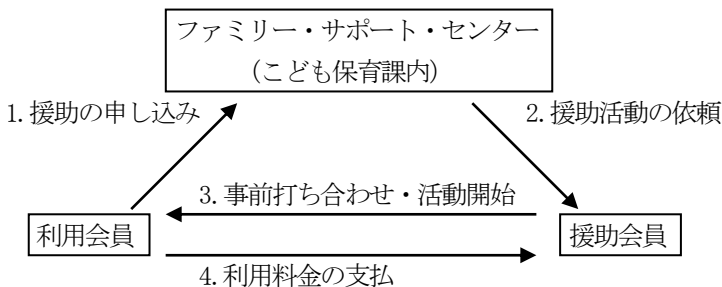 ファミリー・サポート・センター
(こども保育課内)
1.援助の申し込み
2.援助活動の依頼
3.事前打ち合わせ・活動開始
利用会員
援助会員
4.利用料金の支払